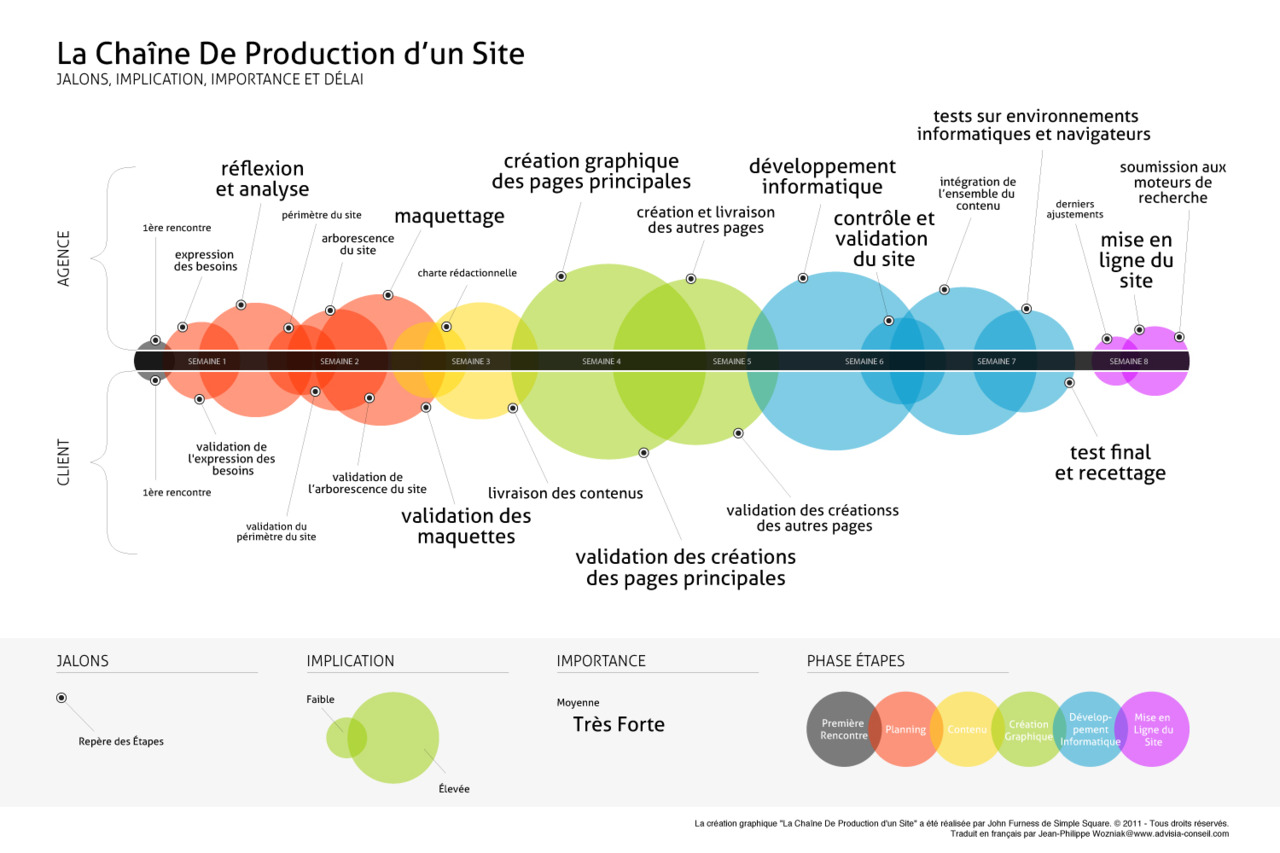 La Chaîne De Production d’un Site
JALONS, IMPLICATION, IMPORTANCE ET DÉLAI
AGENCE
1ère rencontre
expression
des besoins
réflexion
et analyse
périmètre du site
arborescence
du site
maquettage
charte rédactionnelle
création graphique
des pages principales
création et livraison
des autres pages
développement
informatique
contrôle et
validation
du site
intégration de
l’ensemble du
contenu
tests sur environnements
informatiques et navigateurs
derniers
ajustements
mise en
ligne du
site
soumission aux
moteurs de
recherche
SEMAINE 1
SEMAINE 2
SEMAINE 3
SEMAINE 4
SEMAINE 5
SEMAINE 6
SEMAINE 7
SEMAINE 8
CLIENT
1ère rencontre
validation de
l'expression des
besoins
validation du
périmètre du site
validation de
l’arborescence du site
validation des
maquettes
livraison des contenus
validation des créations
des pages principales
validation des créationss
des autres pages
test final
et recettage
JALONS
Repère des Étapes
IMPLICATION
Faible
Élevée
IMPORTANCE
Moyenne
Très Forte
PHASE ÉTAPES
Première
Rencontre
Planning
Contenu
Création
Graphique
Dévelop-
pement
Informatique
Mise en
Ligne du
Site
La création graphique "La Chaîne De Production d'un Site" a été réalisée par John Furness de Simple Square. © 2011 - Tous droits réservés.
Traduit en français par Jean-Philippe Wozniak@www.advisia-conseil.com